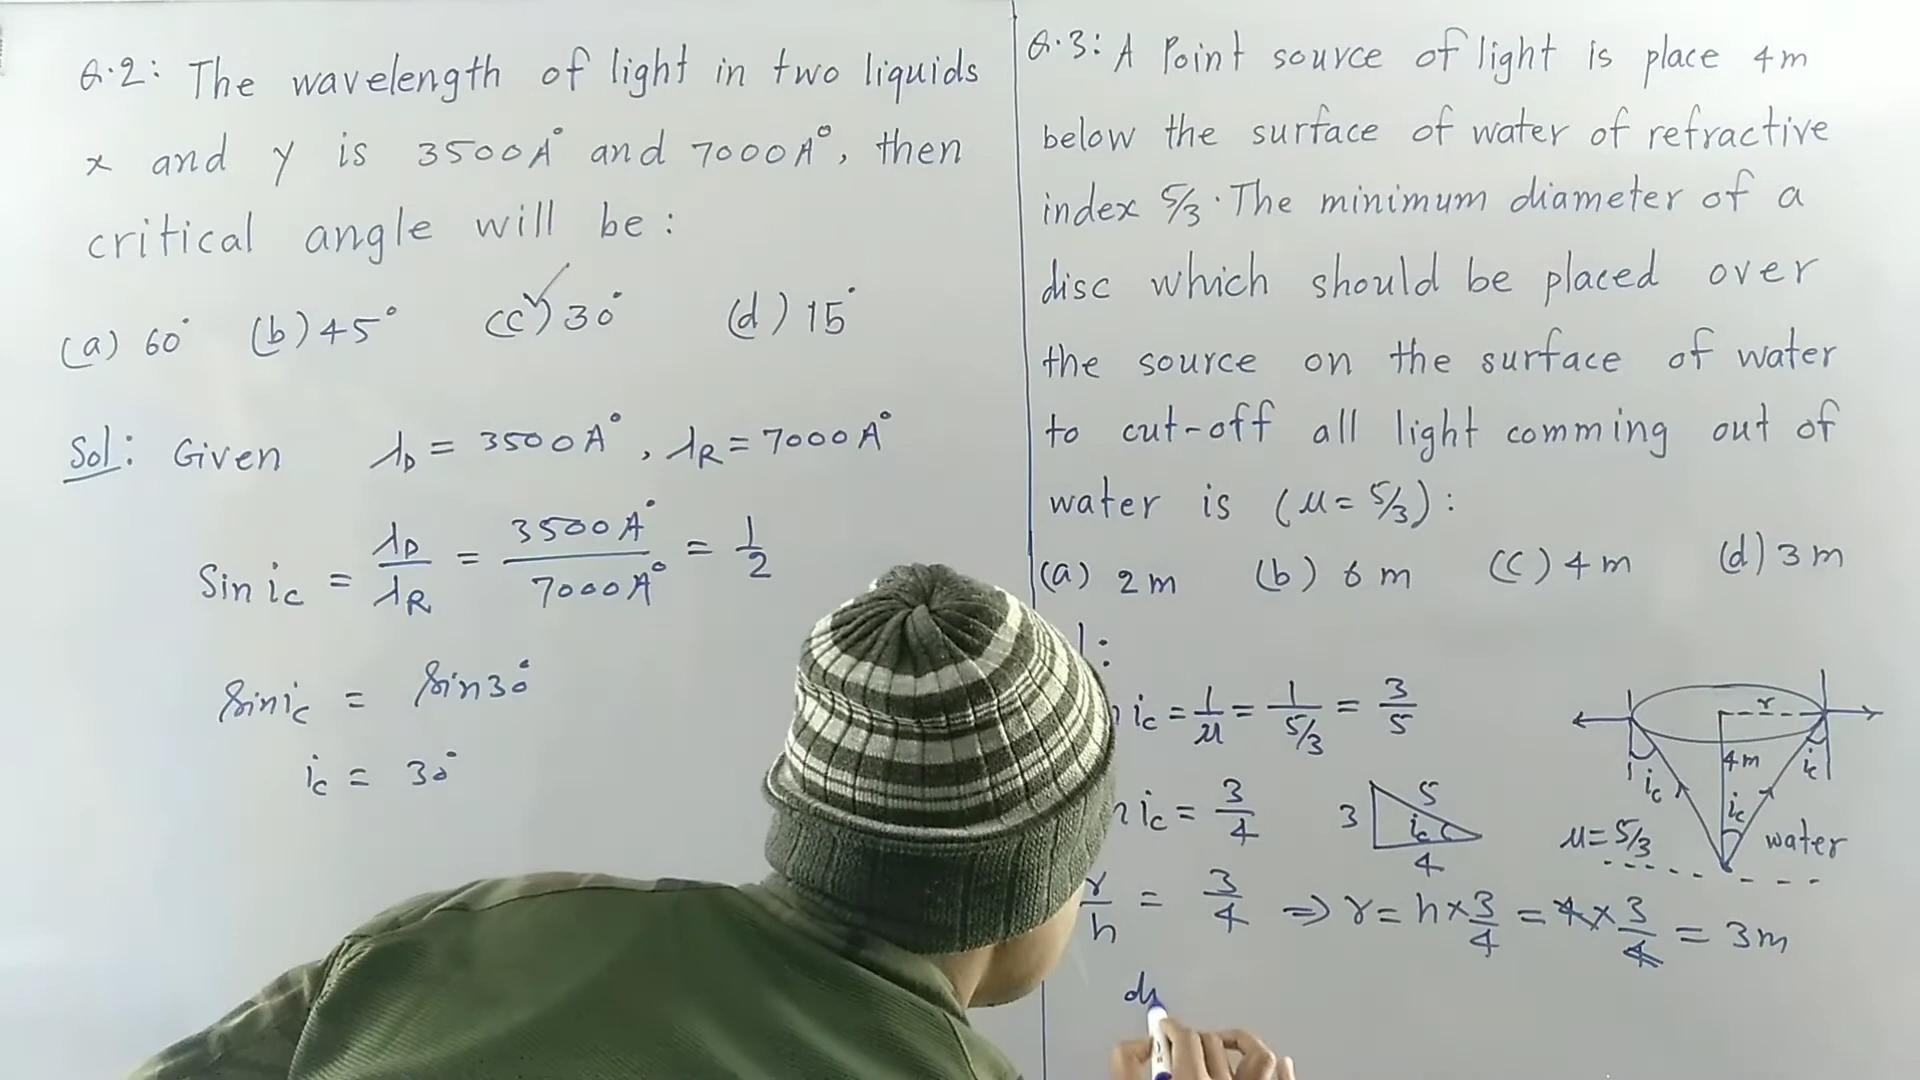 Q.2: The wavelength of light in two liquids
x and y is 3500A° and 7000A°, then
critical angle will be:
(a) 60° (b) 45° (c) 30° (d) 15°
Sol: Given λD = 3500A°, λR = 7000A°
Sin ic = λD/λR = 3500A°/7000A° = 1/2
Sin ic = Sin30°
ic = 30°
Q.3: A Point source of light is place 4m
below the surface of water of refractive
index 5/3. The minimum diameter of a
disc which should be placed over
the source on the surface of water
to cut-off all light comming out of
water is (μ = 5/3):
(a) 2m (b) 6m (c) 4m (d) 3m
ic = 1/μ = 1/5/3 = 3/5
ic = 3/4
r/h = 3/4 ⇒ r = h × 3/4 = 4 × 3/4 = 3m
3 5 ic 4
r
4m
ic ic ic
μ = 5/3 water